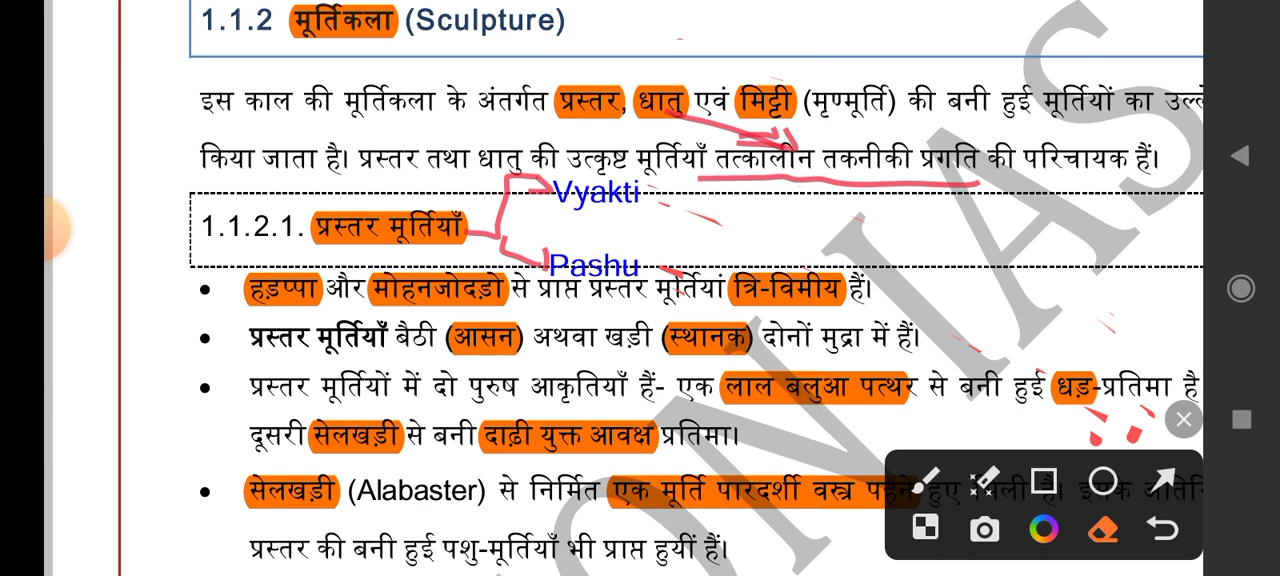 1.1.2 मूर्तिकला (Sculpture)
इस काल की मूर्तिकला के अंतर्गत प्रस्तर, धातु एवं मिट्टी (मृण्मूर्ति) की बनी हुई मूर्तियों का
किया जाता है। प्रस्तर तथा धातु की उत्कृष्ट मूर्तियाँ तत्कालीन तकनीकी प्रगति की परिचायक हैं।
Vyakti
1.1.2.1. प्रस्तर मूर्तियाँ
Pashu
• हड़प्पा और मोहनजोदड़ो से प्राप्त प्रस्तर मूर्तियां त्रि-विमीय हैं।
• प्रस्तर मूर्तियाँ बैठी (आसन) अथवा खड़ी (स्थानक) दोनों मुद्रा में हैं।
• प्रस्तर मूर्तियों में दो पुरुष आकृतियाँ हैं- एक लाल बलुआ पत्थर से बनी हुई धड़-प्रतिमा है
दूसरी सेलखड़ी से बनी दाढ़ी युक्त आवक्ष प्रतिमा।
• सेलखड़ी (Alabaster) से निर्मित एक मूर्ति पारदर्शी वस्त्र पहने हुए मिली है। इसके
प्रस्तर की बनी हुई पशु-मूर्तियाँ भी प्राप्त हुयीं हैं।
ON IAS